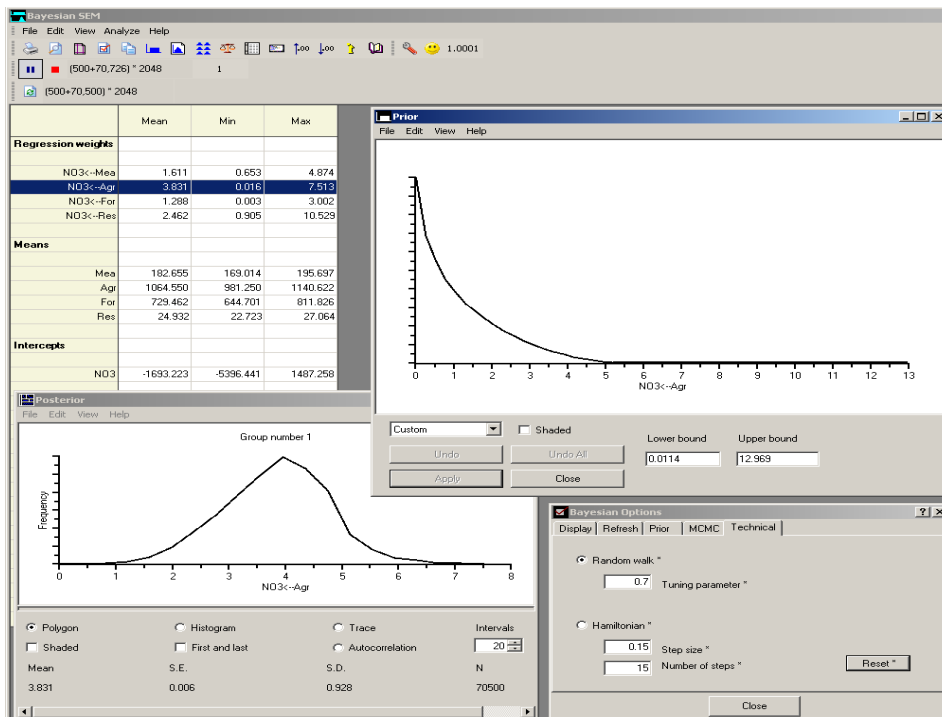 Bayesian SEM
File Edit View Analyze Help
1.0001
(500+70,726) * 2048 1
(500+70,500) * 2048
Mean Min Max
Regression weights
NO3<--Mea 1.611 0.653 4.874
NO3<--Agr 3.831 0.016 7.513
NO3<--For 1.288 0.003 3.002
NO3<--Res 2.462 0.905 10.529
Means
Mea 182.655 169.014 195.697
Agr 1064.550 981.250 1140.622
For 729.462 644.701 811.826
Res 24.932 22.723 27.064
Intercepts
NO3 -1693.223 -5396.441 1487.258
Prior
File Edit View Help
0 1 2 3 4 5 6 7 8 9 10 11 12 13
NO3<--Agr
Custom Shaded
Lower bound Upper bound
Undo Undo All
0.0114 12.969
Apply Close
Posterior
File Edit View Help
Group number 1
Frequency
0 1 2 3 4 5 6 7 8
NO3<--Agr
Polygon Histogram Trace Intervals
Shaded First and last Autocorrelation 20
Mean S.E. S.D. N
3.831 0.006 0.928 70500
Bayesian Options
Display Refresh Prior MCMC Technical
Random walk *
0.7 Tuning parameter *
Hamiltonian *
0.15 Step size *
15 Number of steps *
Reset *
Close